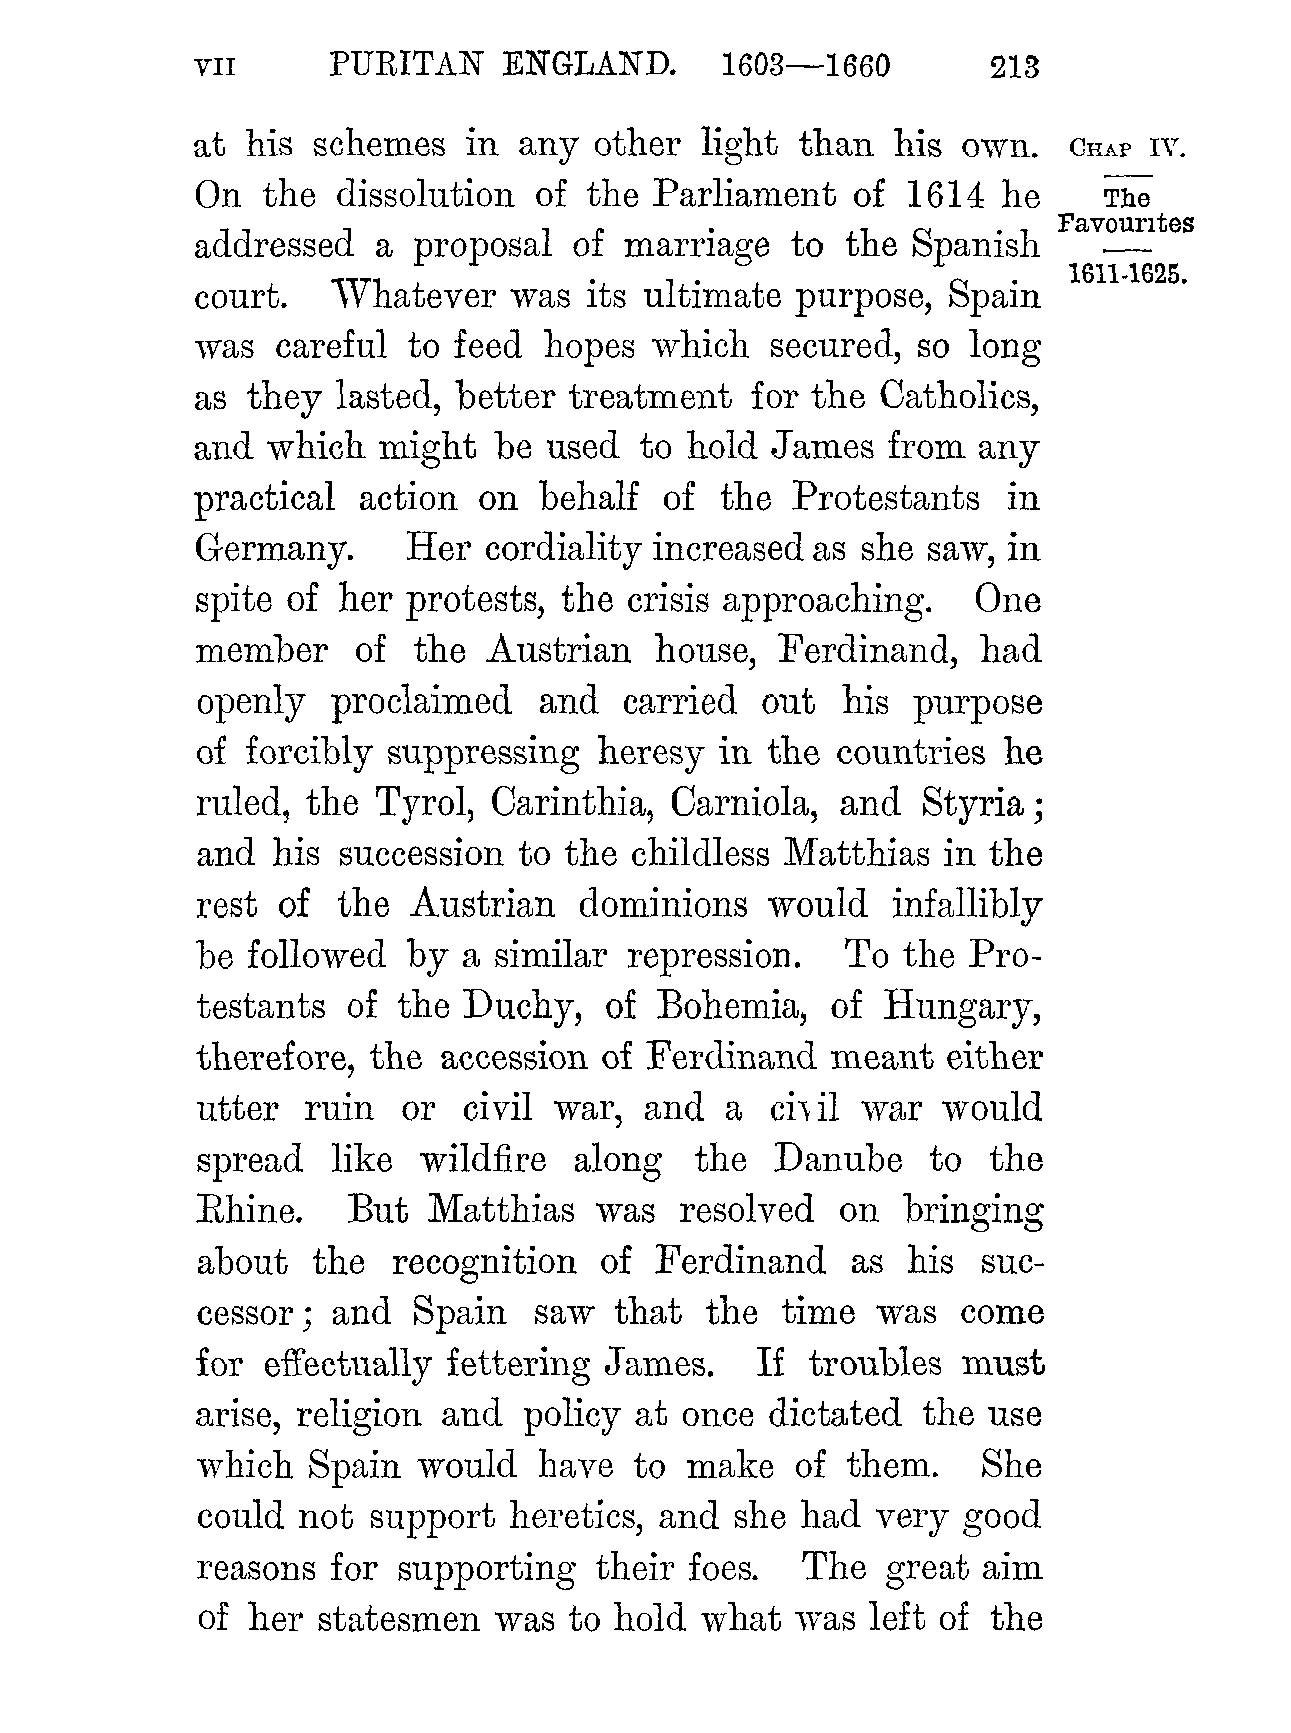 VII PURITAN ENGLAND. 1603—1660 213
at his schemes in any other light than his own.
On the dissolution of the Parliament of 1614 he
addressed a proposal of marriage to the Spanish
court. Whatever was its ultimate purpose, Spain
was careful to feed hopes which secured, so long
as they lasted, better treatment for the Catholics,
and which might be used to hold James from any
practical action on behalf of the Protestants in
Germany. Her cordiality increased as she saw, in
spite of her protests, the crisis approaching. One
member of the Austrian house, Ferdinand, had
openly proclaimed and carried out his purpose
of forcibly suppressing heresy in the countries he
ruled, the Tyrol, Carinthia, Carniola, and Styria;
and his succession to the childless Matthias in the
rest of the Austrian dominions would infallibly
be followed by a similar repression. To the Pro-
testants of the Duchy, of Bohemia, of Hungary,
therefore, the accession of Ferdinand meant either
utter ruin or civil war, and a civil war would
spread like wildfire along the Danube to the
Rhine. But Matthias was resolved on bringing
about the recognition of Ferdinand as his suc-
cessor; and Spain saw that the time was come
for effectually fettering James. If troubles must
arise, religion and policy at once dictated the use
which Spain would have to make of them. She
could not support heretics, and she had very good
reasons for supporting their foes. The great aim
of her statesmen was to hold what was left of the
CHAP IV.
The
Favourites
1611-1625.